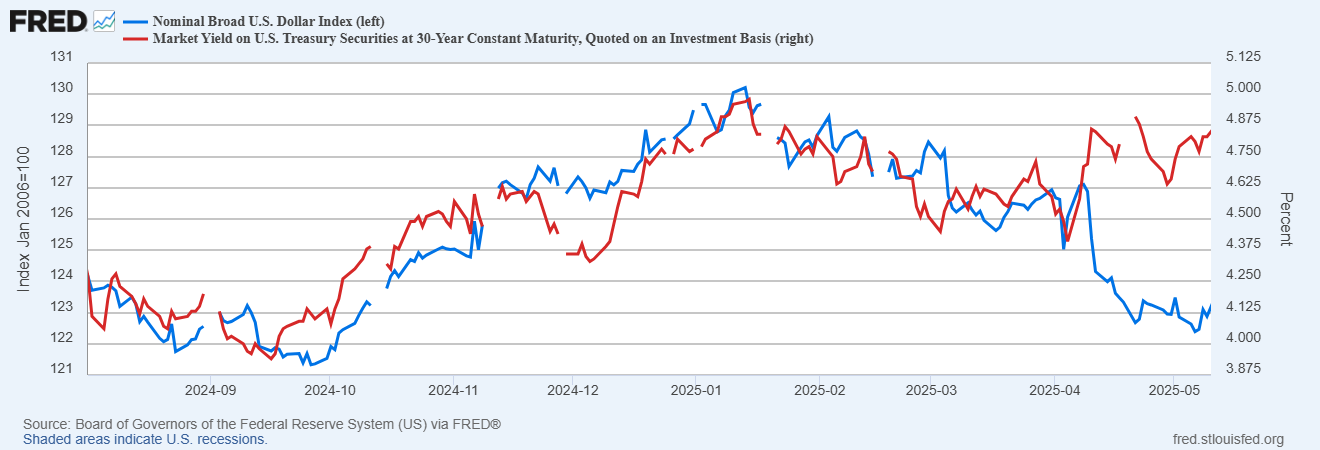 FRED
Nominal Broad U.S. Dollar Index (left)
Market Yield on U.S. Treasury Securities at 30-Year Constant Maturity, Quoted on an Investment Basis (right)
131 5.125
130 5.000
129 4.875
128 4.750
127 4.625
126 4.500
125 4.375
124 4.250
123 4.125
122 4.000
121 3.875
Index Jan 2006=100
Percent
2024-09 2024-10 2024-11 2024-12 2025-01 2025-02 2025-03 2025-04 2025-05
Source: Board of Governors of the Federal Reserve System (US) via FRED®
Shaded areas indicate U.S. recessions. fred.stlouisfed.org